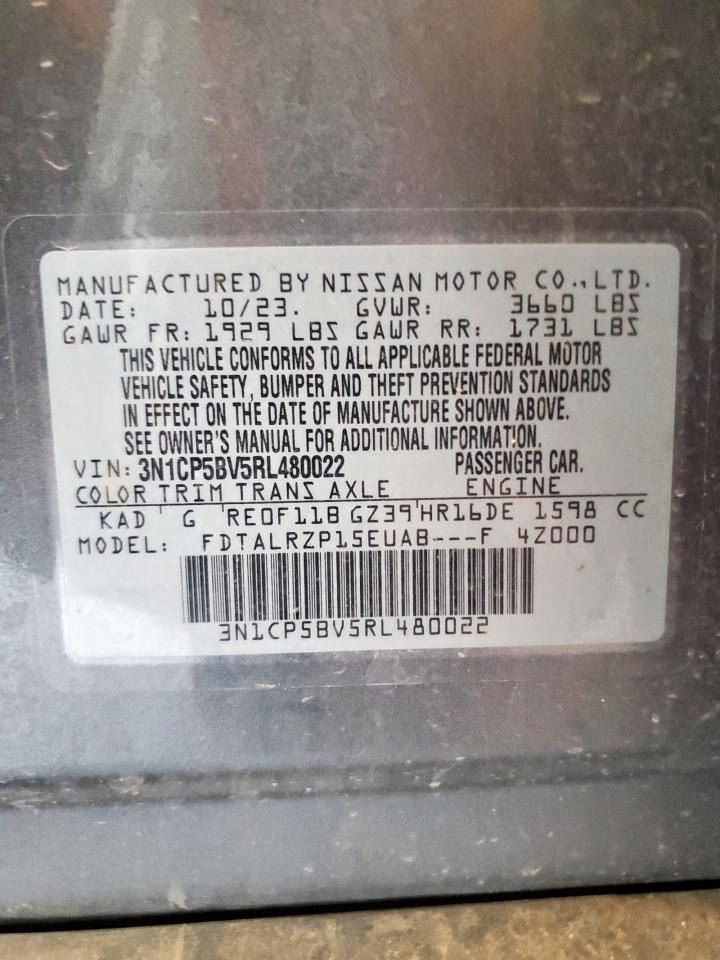 MANUFACTURED BY NISSAN MOTOR CO.,LTD.
DATE: 10/23. GVWR: 3660 LBS
GAWR FR: 1929 LBS GAWR RR: 1731 LBS
THIS VEHICLE CONFORMS TO ALL APPLICABLE FEDERAL MOTOR
VEHICLE SAFETY, BUMPER AND THEFT PREVENTION STANDARDS
IN EFFECT ON THE DATE OF MANUFACTURE SHOWN ABOVE.
SEE OWNER'S MANUAL FOR ADDITIONAL INFORMATION.
VIN: 3N1CP5BV5RL480022 PASSENGER CAR.
COLOR TRIM TRANS AXLE ENGINE
KAD G RE0F11B GZ39 HR16DE 1598 CC
MODEL: FDTALRZP15EUAB---F 4Z000
3N1CP5BV5RL480022